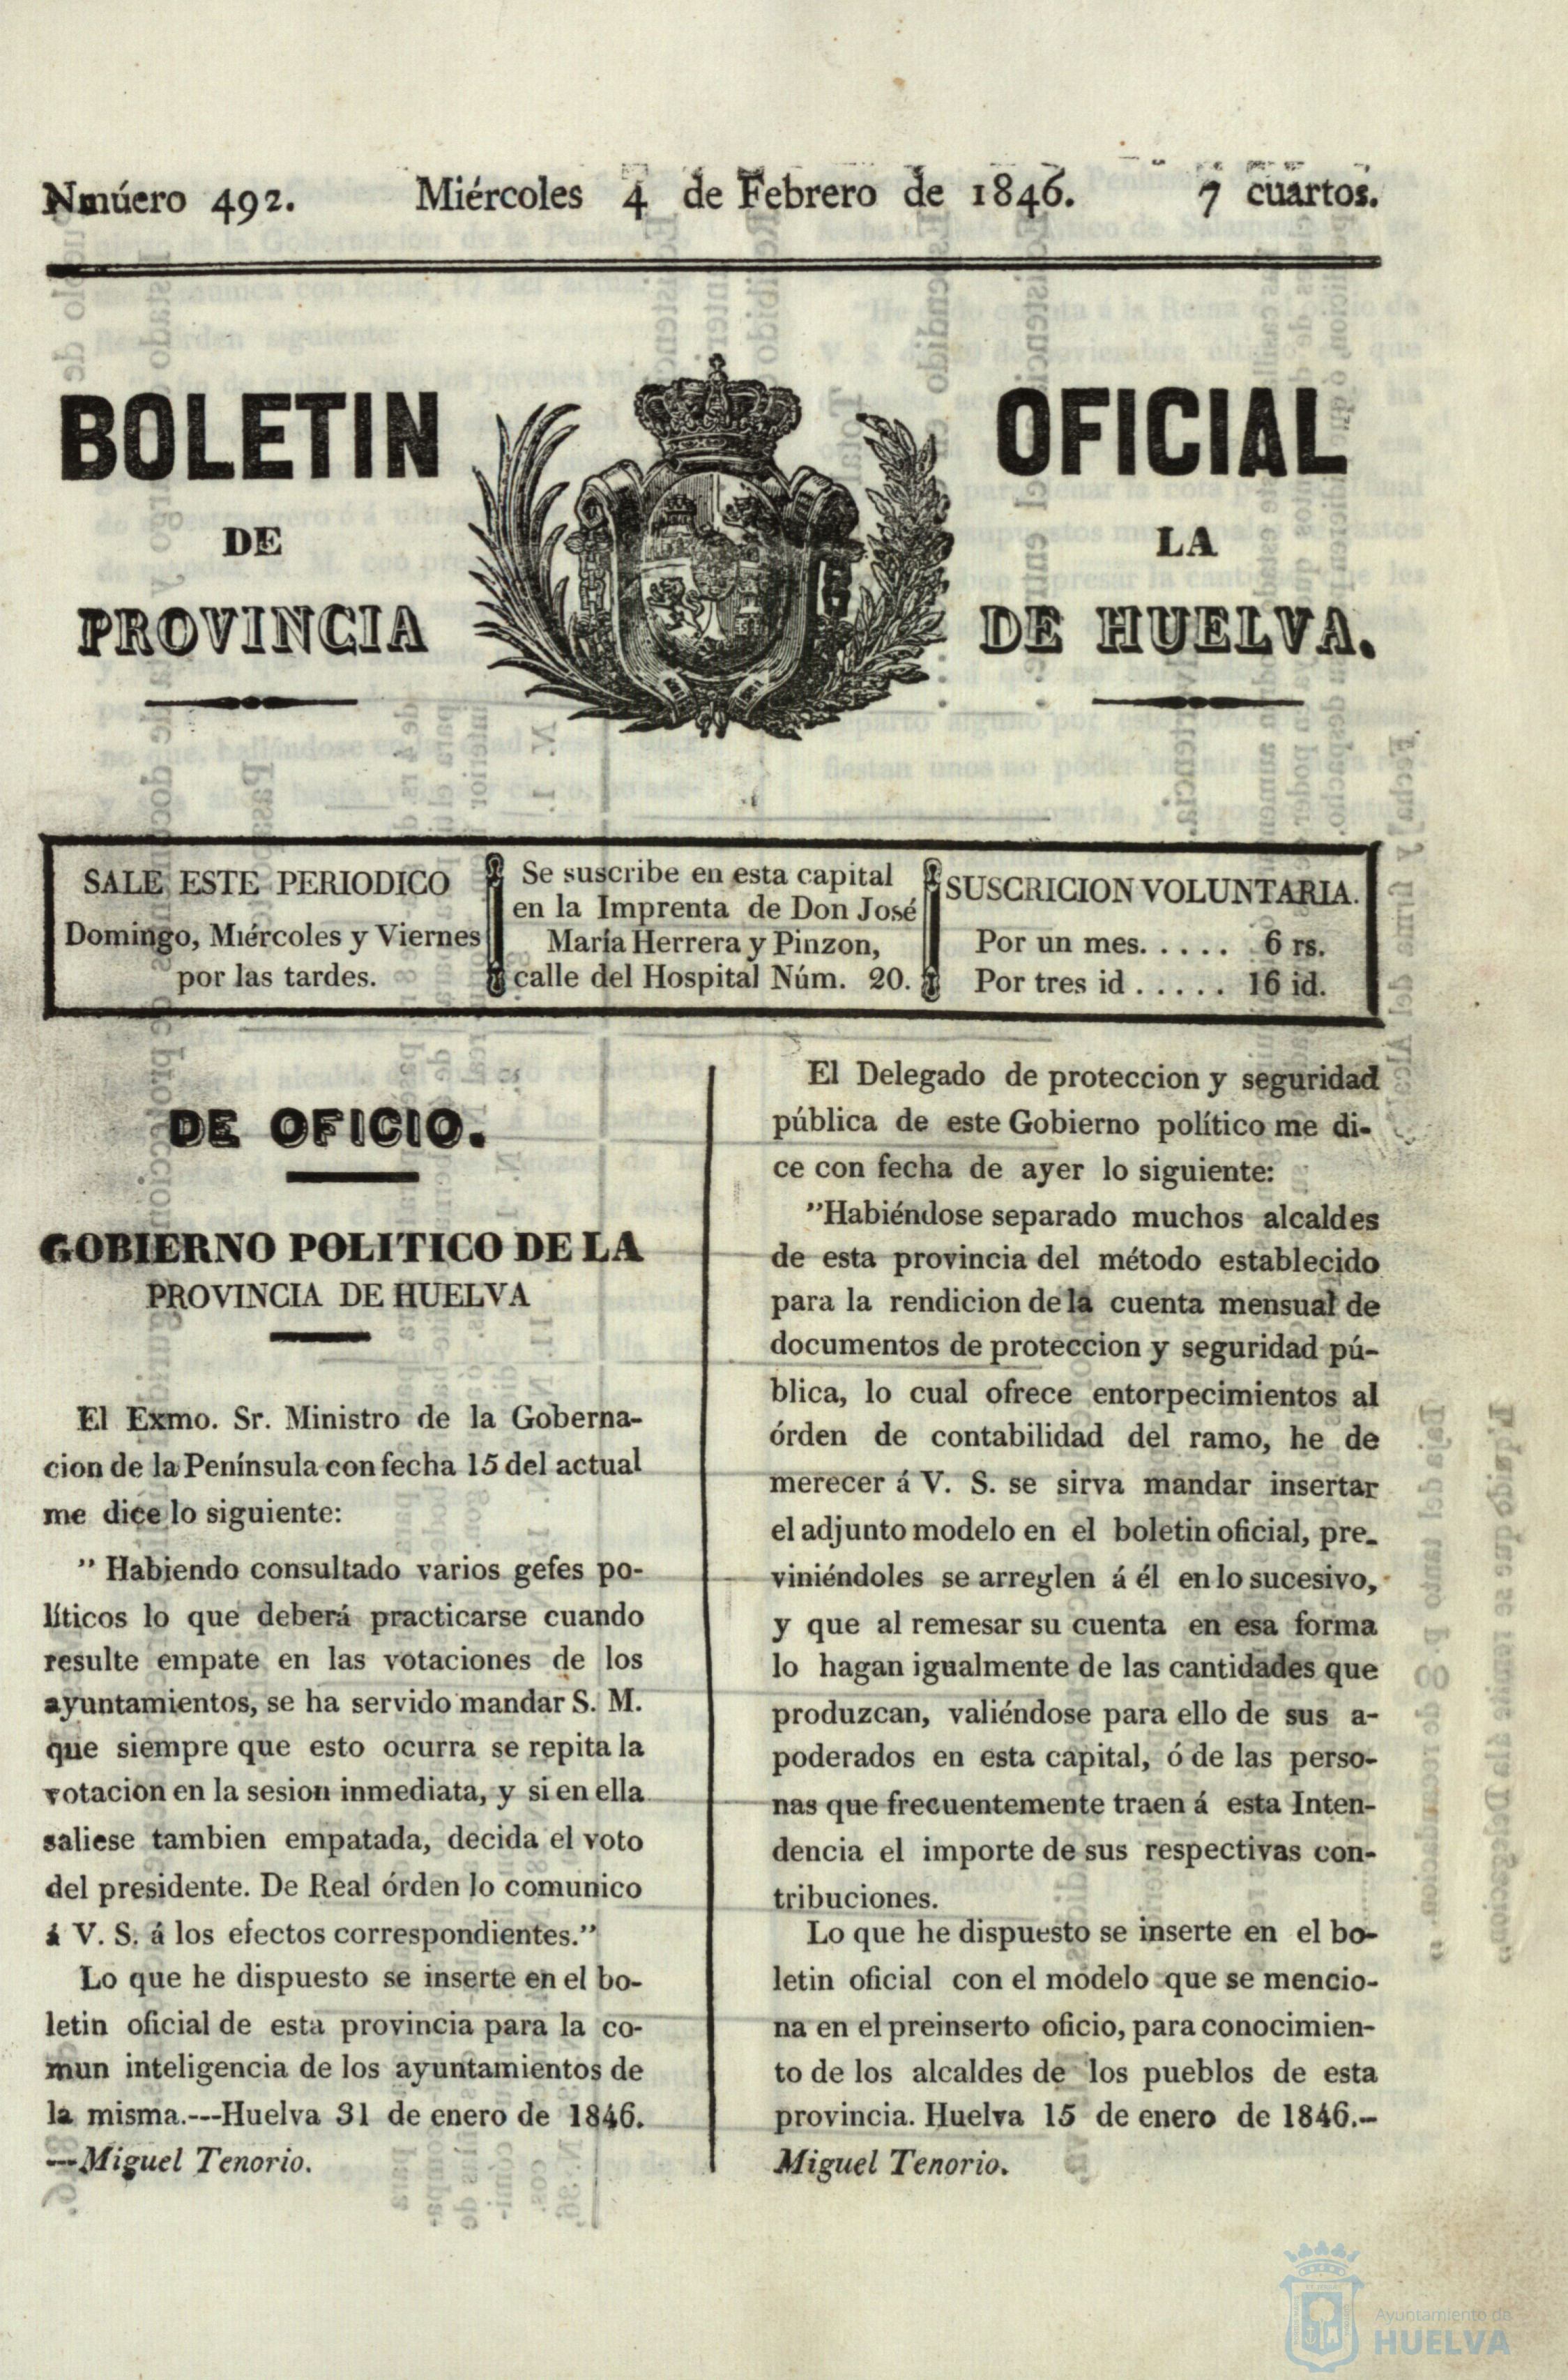 Nmúero 492. Miércoles 4 de Febrero de 1846. 7 cuartos.
BOLETIN OFICIAL
DE LA
PROVINCIA DE HUELVA.
SALE ESTE PERIODICO
Domingo, Miércoles y Viernes
por las tardes.
Se suscribe en esta capital
en la Imprenta de Don José
María Herrera y Pinzon,
calle del Hospital Núm. 20.
SUSCRICION VOLUNTARIA.
Por un mes. . . . . 6 rs.
Por tres id . . . . . 16 id.
DE OFICIO.
GOBIERNO POLITICO DE LA
PROVINCIA DE HUELVA
El Exmo. Sr. Ministro de la Goberna-
cion de la Península con fecha 15 del actual
me dice lo siguiente:
" Habiendo consultado varios gefes po-
líticos lo que deberá practicarse cuando
resulte empate en las votaciones de los
ayuntamientos, se ha servido mandar S. M.
que siempre que esto ocurra se repita la
votacion en la sesion inmediata, y si en ella
saliese tambien empatada, decida el voto
del presidente. De Real órden lo comunico
á V. S. á los efectos correspondientes."
Lo que he dispuesto se inserte en el bo-
letin oficial de esta provincia para la co-
mun inteligencia de los ayuntamientos de
la misma.---Huelva 31 de enero de 1846.
—Miguel Tenorio.
El Delegado de proteccion y seguridad
pública de este Gobierno político me di-
ce con fecha de ayer lo siguiente:
"Habiéndose separado muchos alcaldes
de esta provincia del método establecido
para la rendicion de la cuenta mensual de
documentos de proteccion y seguridad pú-
blica, lo cual ofrece entorpecimientos al
órden de contabilidad del ramo, he de
merecer á V. S. se sirva mandar insertar
el adjunto modelo en el boletin oficial, pre-
viniéndoles se arreglen á él en lo sucesivo,
y que al remesar su cuenta en esa forma
lo hagan igualmente de las cantidades que
produzcan, valiéndose para ello de sus a-
poderados en esta capital, ó de las perso-
nas que frecuentemente traen á esta Inten-
dencia el importe de sus respectivas con-
tribuciones.
Lo que he dispuesto se inserte en el bo-
letin oficial con el modelo que se mencio-
na en el preinserto oficio, para conocimien-
to de los alcaldes de los pueblos de esta
provincia. Huelva 15 de enero de 1846.-
Miguel Tenorio.
Ayuntamiento de
HUELVA